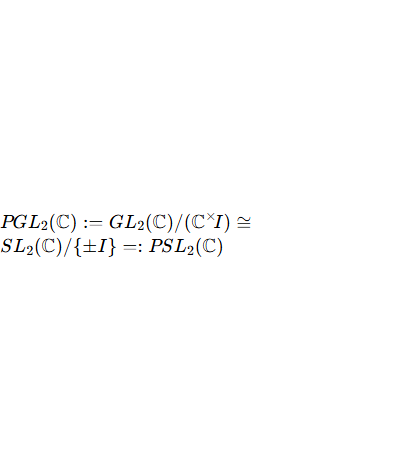 PGL₂(ℂ) := GL₂(ℂ)/(ℂ×I) ≅
SL₂(ℂ)/{±I} =: PSL₂(ℂ)